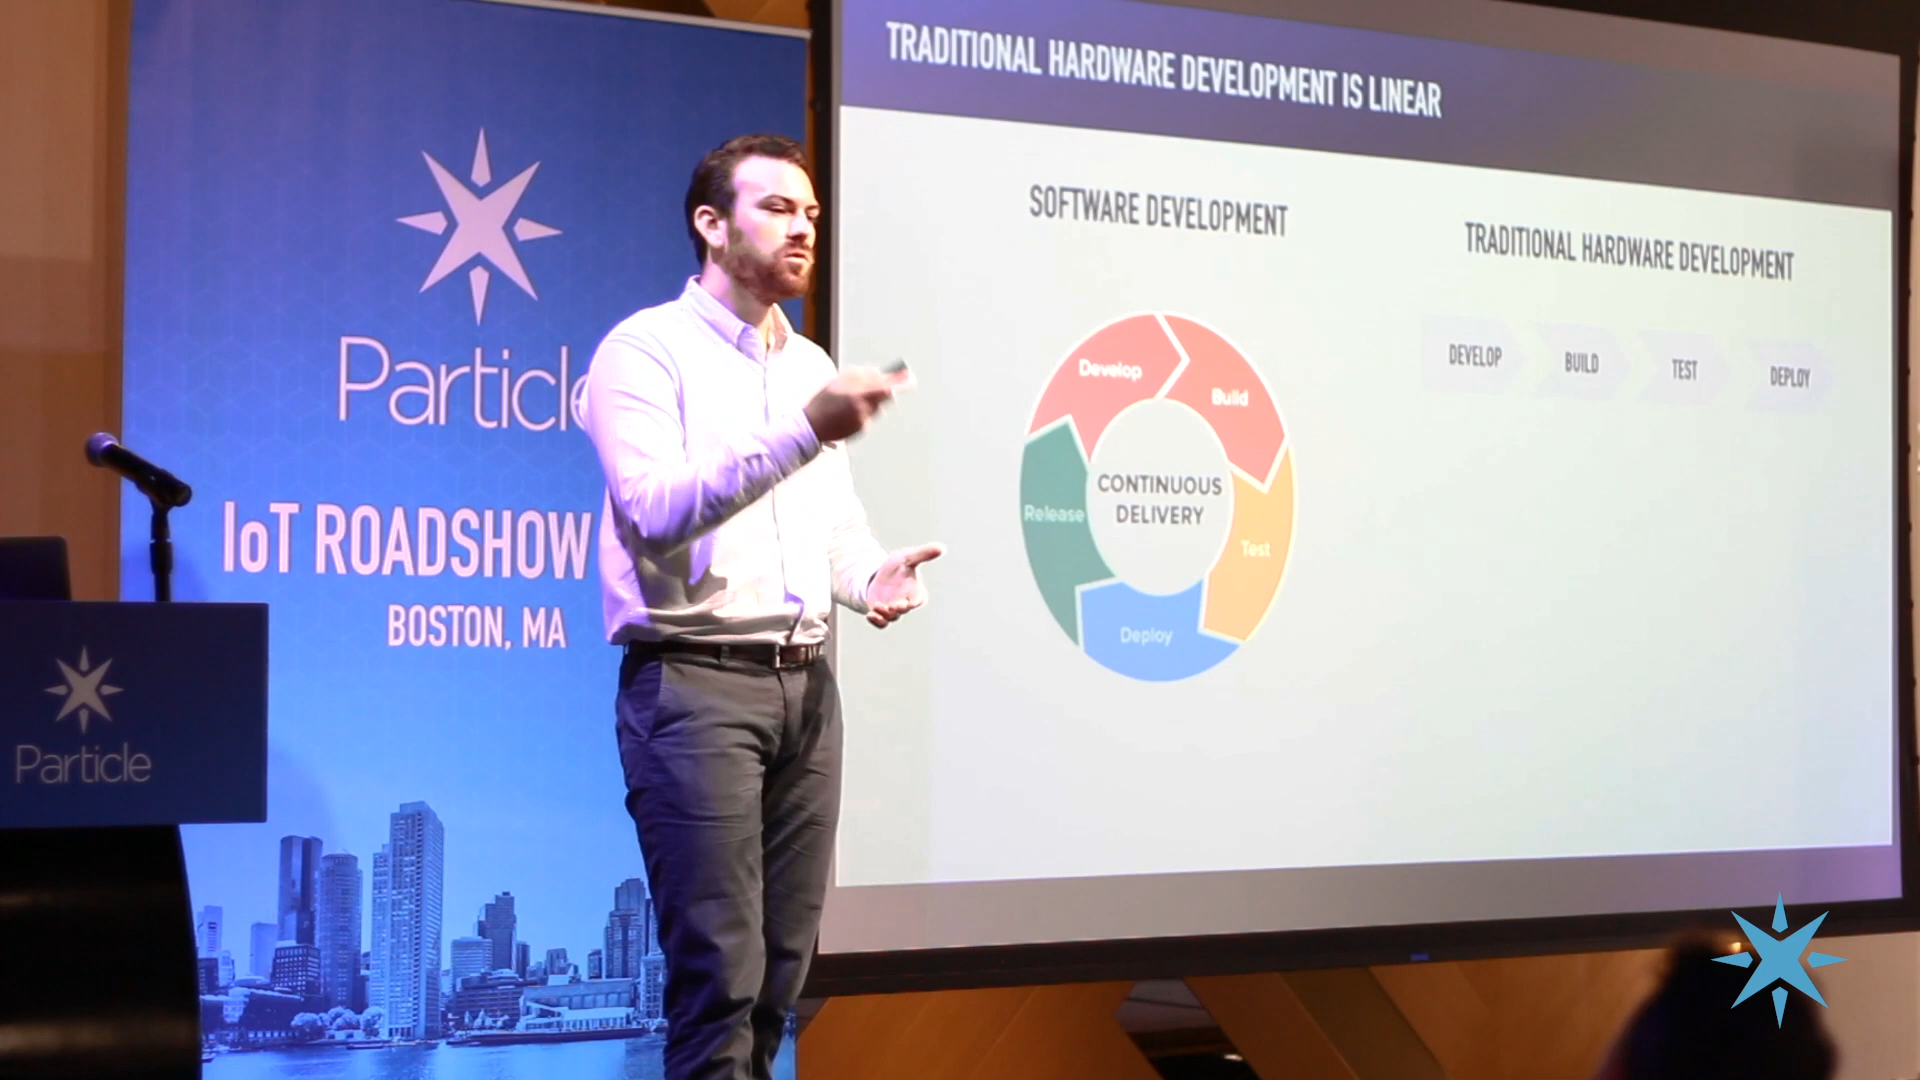 Particle
IoT ROADSHOW
BOSTON, MA
Particle
TRADITIONAL HARDWARE DEVELOPMENT IS LINEAR
SOFTWARE DEVELOPMENT
Develop
Build
Test
Deploy
Release
CONTINUOUS
DELIVERY
TRADITIONAL HARDWARE DEVELOPMENT
DEVELOP
BUILD
TEST
DEPLOY